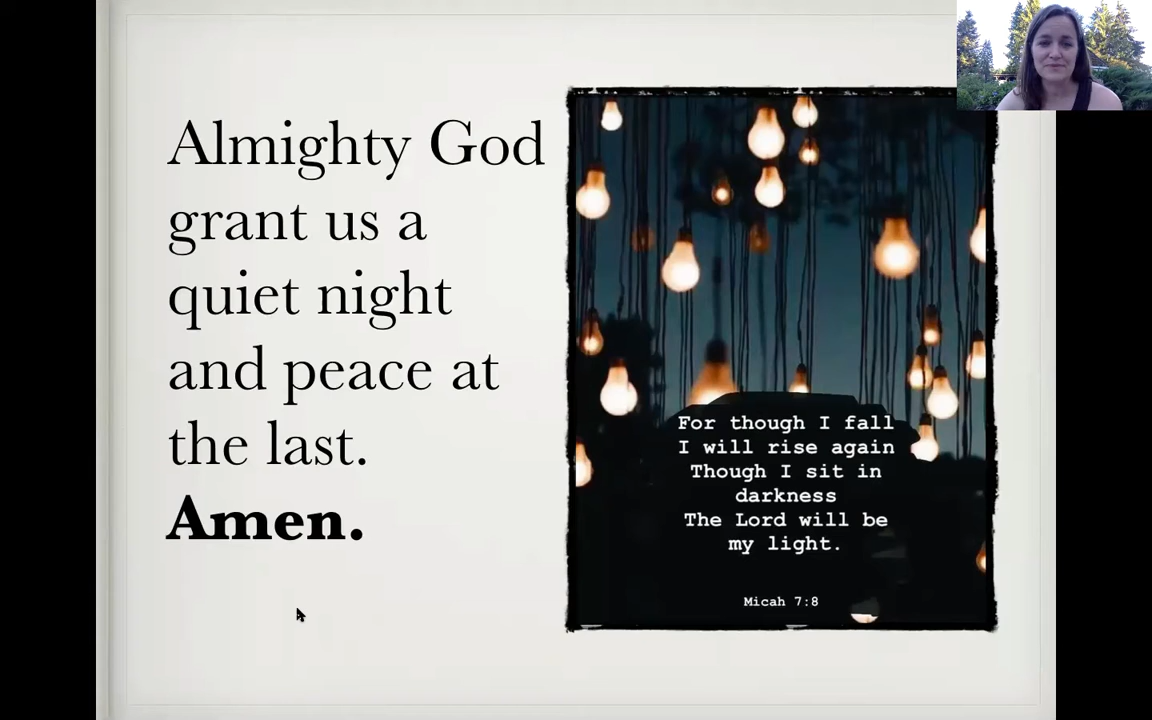 Almighty God
grant us a
quiet night
and peace at
the last.
Amen.
For though I fall
I will rise again
Though I sit in
darkness
The Lord will be
my light.
Micah 7:8